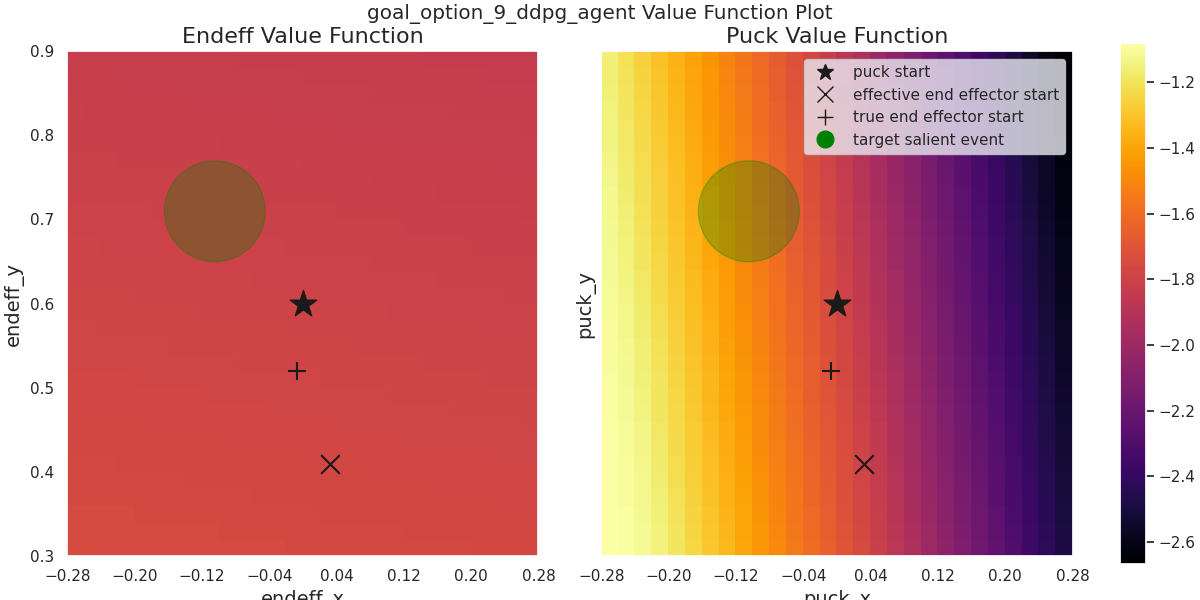 goal_option_9_ddpg_agent Value Function Plot
Endeff Value Function
Puck Value Function
puck start
effective end effector start
true end effector start
target salient event
endeff_y
0.9
0.8
0.7
0.6
0.5
0.4
0.3
−0.28 −0.20 −0.12 −0.04 0.04 0.12 0.20 0.28
endeff_x
puck_y
−0.28 −0.20 −0.12 −0.04 0.04 0.12 0.20 0.28
puck_x
−1.2
−1.4
−1.6
−1.8
−2.0
−2.2
−2.4
−2.6